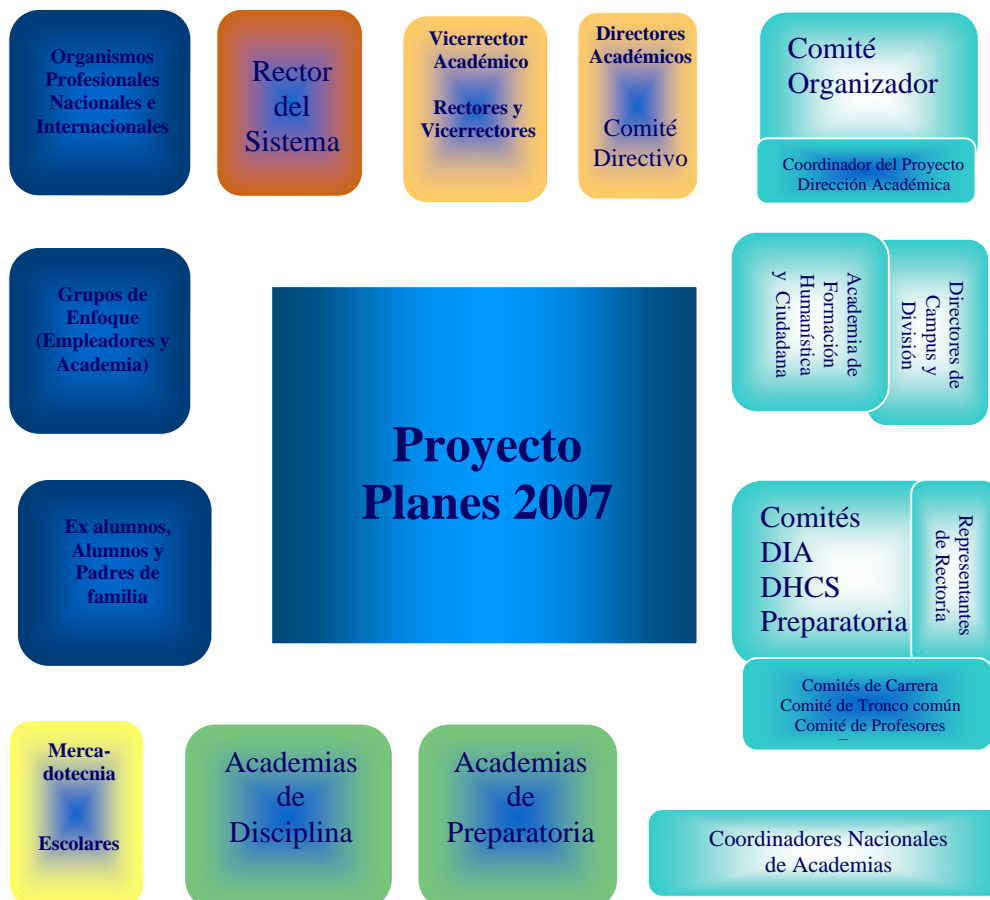 Organismos
Profesionales
Nacionales e
Internacionales
Rector
del
Sistema
Vicerrector
Académico
Rectores y
Vicerrectores
Directores
Académicos
Comité
Directivo
Comité
Organizador
Coordinador del Proyecto
Dirección Académica
Grupos de
Enfoque
(Empleadores y
Academia)
Academia de
Formación
Humanística
y Ciudadana
Directores de
Campus y
División
Proyecto
Planes 2007
Ex alumnos,
Alumnos y
Padres de
familia
Comités
DIA
DHCS
Preparatoria
Representantes
de Rectoría
Comités de Carrera
Comité de Tronco común
Comité de Profesores
Merca-
dotecnia
Escolares
Academias
de
Disciplina
Academias
de
Preparatoria
Coordinadores Nacionales
de Academias